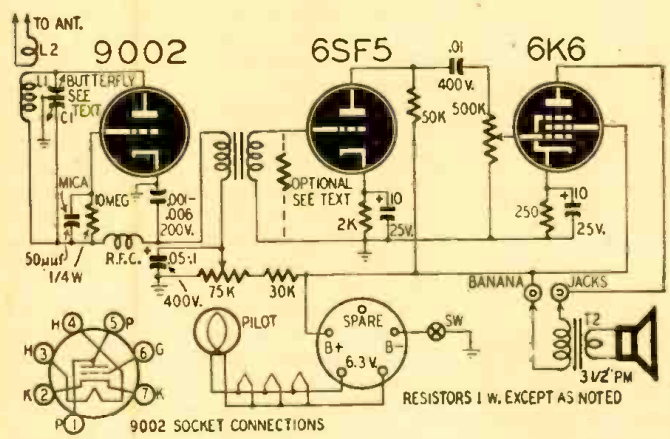 TO ANT.
L2
9002
6SF5
6K6
.01
400V.
L1
BUTTERFLY
SEE
TEXT
C1
50K
500K
MICA
10MEG
.001-
.006
200V.
OPTIONAL
SEE TEXT
2K
+10
25V.
250
+10
25V.
50µµf
1/4 W
R.F.C.
+
.05-.1
400V.
75K
30K
BANANA
JACKS
PILOT
SPARE
B+
B-
6.3 V.
SW
T2
3 1/2" PM
RESISTORS 1 W. EXCEPT AS NOTED
H4
5P
H3
6G
K2
7K
P1
9002 SOCKET CONNECTIONS